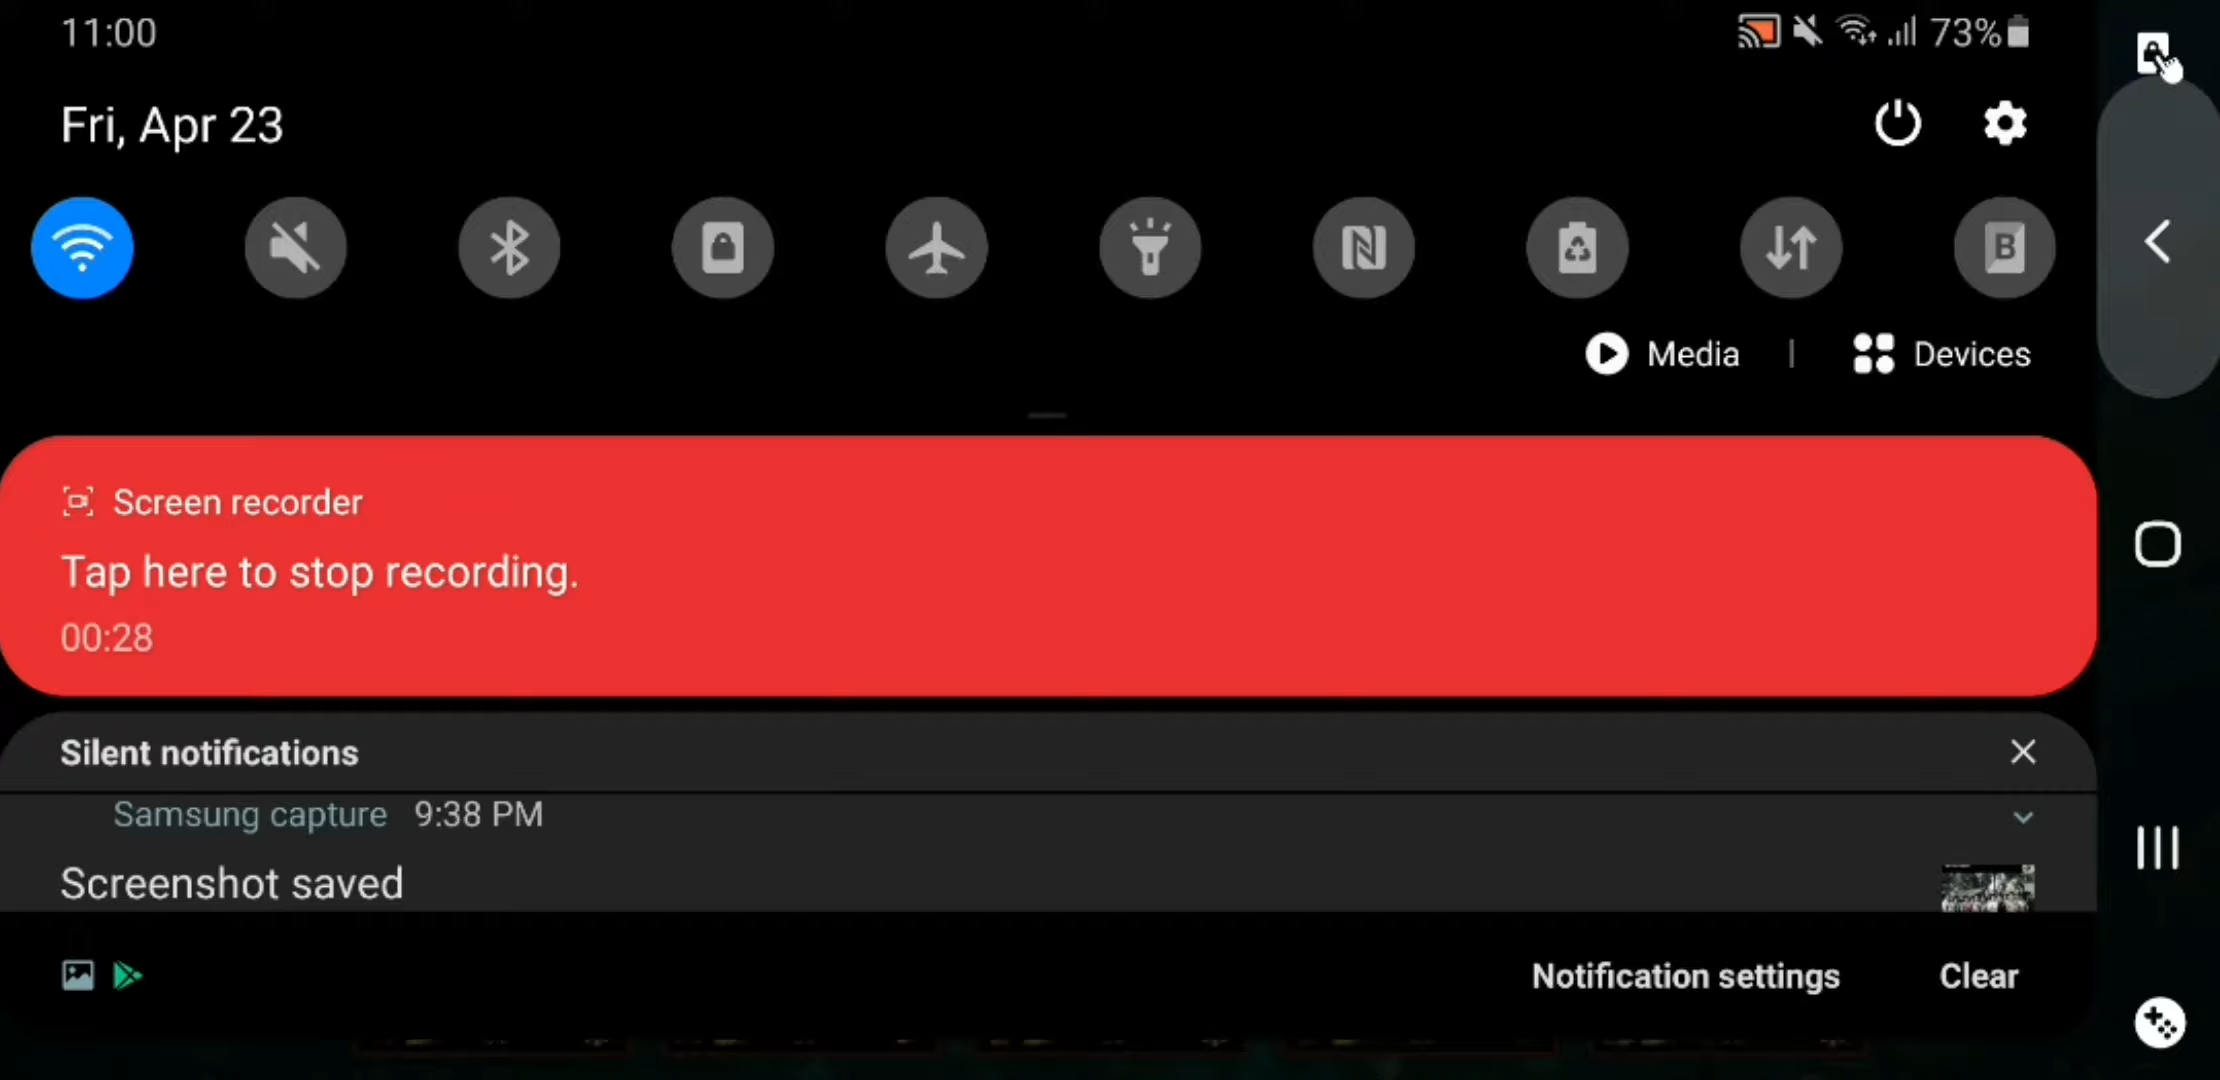 11:00
73%
Fri, Apr 23
B
Media | Devices
Screen recorder
Tap here to stop recording.
00:28
Silent notifications
Samsung capture 9:38 PM
Screenshot saved
Notification settings
Clear